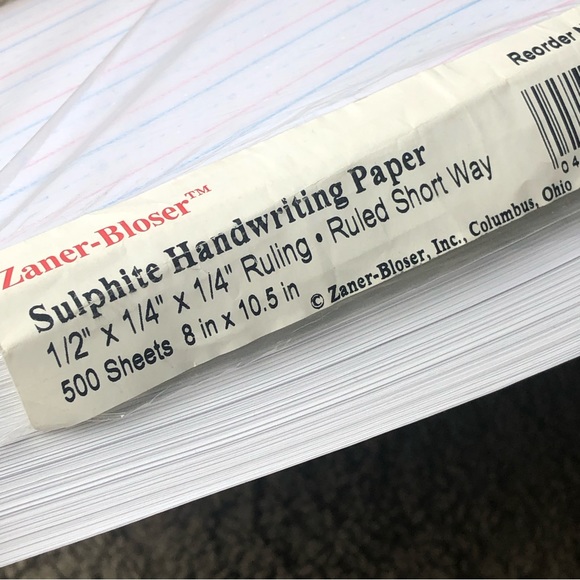 Zaner-Bloser™
Sulphite Handwriting Paper
1/2" x 1/4" x 1/4" Ruling • Ruled Short Way
500 Sheets 8 in x 10.5 in
© Zaner-Bloser, Inc., Columbus, Ohio
Reorder
0